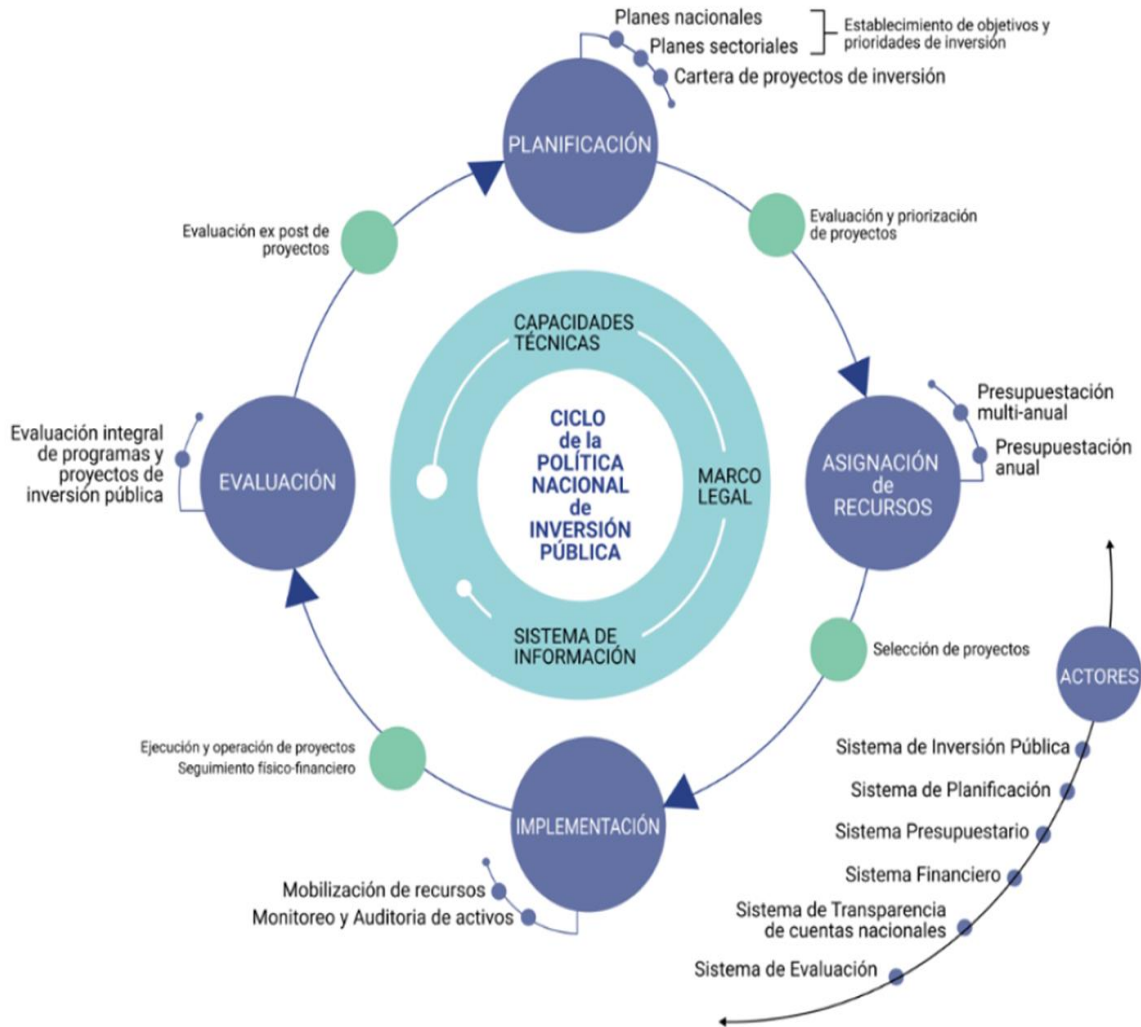 Planes nacionales
Planes sectoriales
Establecimiento de objetivos y
prioridades de inversión
Cartera de proyectos de inversión
PLANIFICACIÓN
Evaluación ex post de
proyectos
Evaluación y priorización
de proyectos
CAPACIDADES
TÉCNICAS
CICLO
de la
POLÍTICA
NACIONAL
de
INVERSIÓN
PÚBLICA
MARCO
LEGAL
SISTEMA DE
INFORMACIÓN
Evaluación integral
de programas y
proyectos de
inversión pública
EVALUACIÓN
ASIGNACIÓN
de
RECURSOS
Presupuestación
multi-anual
Presupuestación
anual
Selección de proyectos
Ejecución y operación de proyectos
Seguimiento físico-financiero
IMPLEMENTACIÓN
Mobilización de recursos
Monitoreo y Auditoria de activos
ACTORES
Sistema de Inversión Pública
Sistema de Planificación
Sistema Presupuestario
Sistema Financiero
Sistema de Transparencia
de cuentas nacionales
Sistema de Evaluación